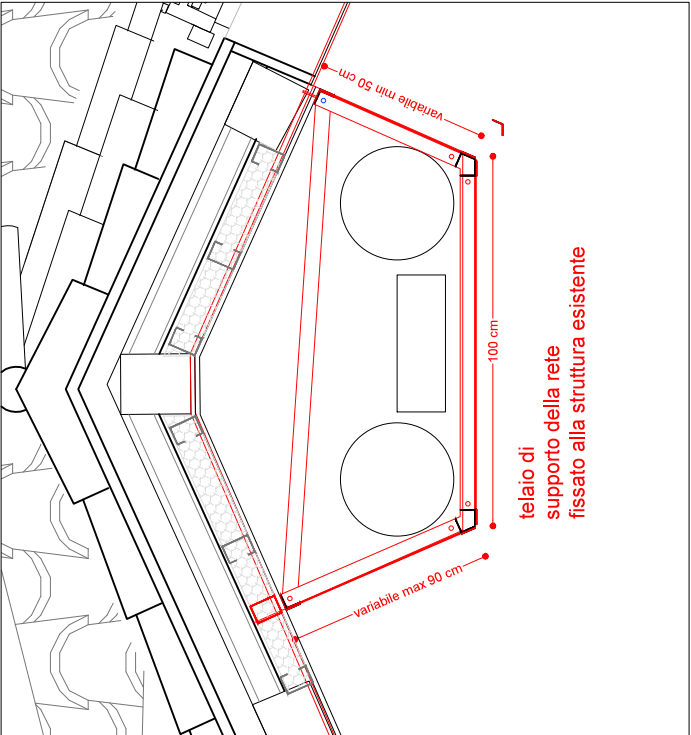 variabile min 50 cm
100 cm
telaio di
supporto della rete
fissato alla struttura esistente
variabile max 90 cm